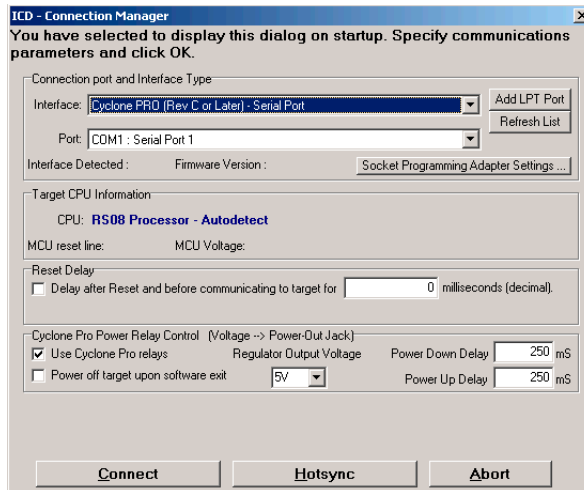 ICD - Connection Manager
You have selected to display this dialog on startup. Specify communications
parameters and click OK.
Connection port and Interface Type
Interface: Cyclone PRO (Rev C or Later) - Serial Port
Add LPT Port
Refresh List
Port: COM1 : Serial Port 1
Interface Detected : Firmware Version : Socket Programming Adapter Settings ...
Target CPU Information
CPU: RS08 Processor - Autodetect
MCU reset line: MCU Voltage:
Reset Delay
Delay after Reset and before communicating to target for 0 milliseconds (decimal).
Cyclone Pro Power Relay Control (Voltage --> Power-Out Jack)
Use Cyclone Pro relays Regulator Output Voltage Power Down Delay 250 mS
Power off target upon software exit 5V Power Up Delay 250 mS
Connect Hotsync Abort